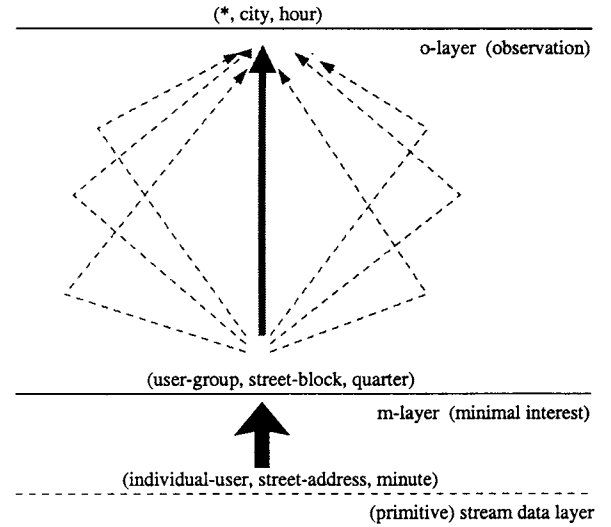 (*, city, hour)
o-layer (observation)
(user-group, street-block, quarter)
m-layer (minimal interest)
(individual-user, street-address, minute)
(primitive) stream data layer